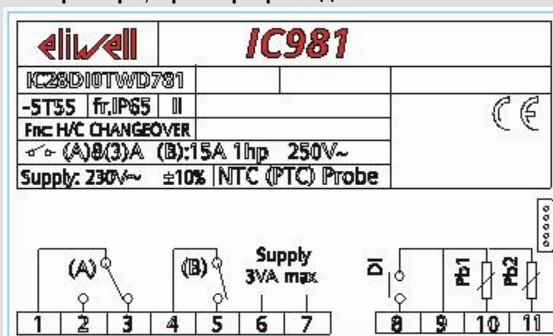 eliwell IC981
IC28DI0TWD781
-5T55 fr.IP65 II
CE
Fnc: H/C CHANGEOVER
(A)8(3)A (B):15A 1hp 250V~
Supply: 230V~ ±10% NTC (PTC) Probe
(A) (B) Supply
3VA max
DI Pb1 Pb2
1 2 3 4 5 6 7 8 9 10 11